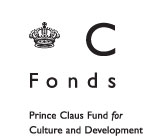 C
Fonds
Prince Claus Fund for
Culture and Development